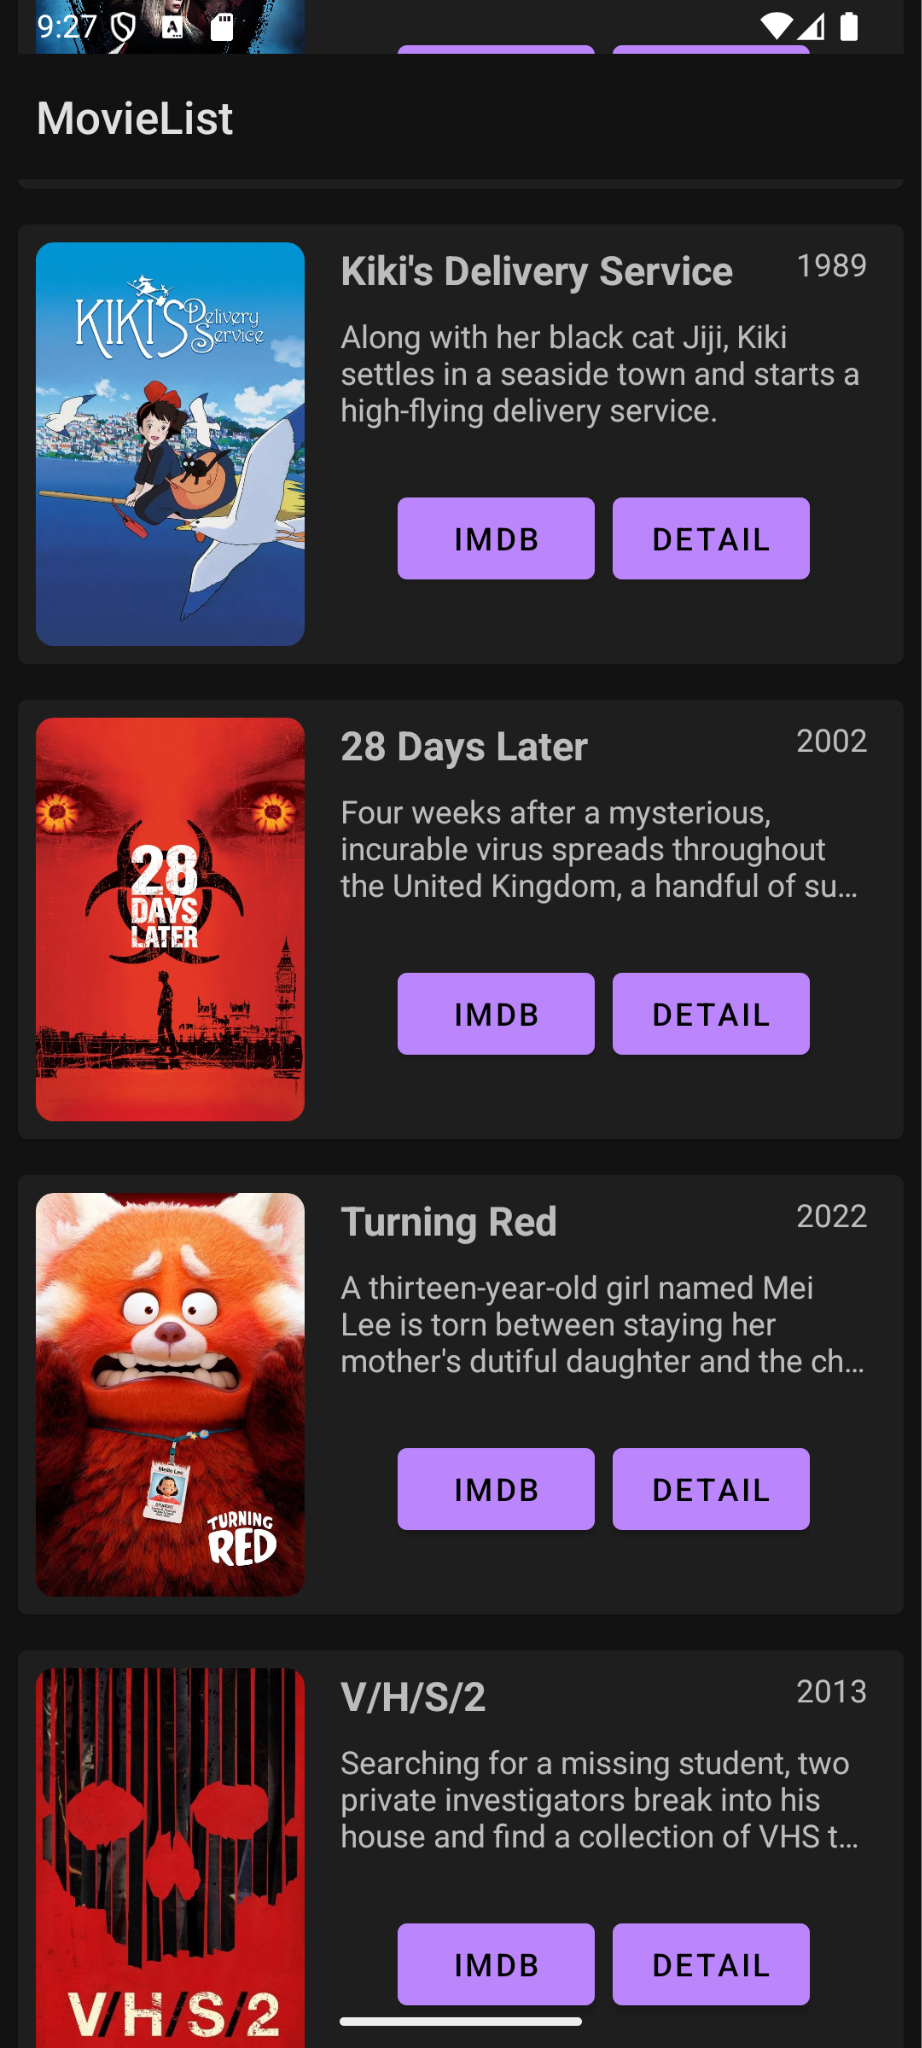 9:27
MovieList
KIKI'S Delivery Service
Kiki's Delivery Service
1989
Along with her black cat Jiji, Kiki
settles in a seaside town and starts a
high-flying delivery service.
IMDB
DETAIL
28
DAYS
LATER
28 Days Later
2002
Four weeks after a mysterious,
incurable virus spreads throughout
the United Kingdom, a handful of su…
IMDB
DETAIL
TURNING
RED
Turning Red
2022
A thirteen-year-old girl named Mei
Lee is torn between staying her
mother's dutiful daughter and the ch…
IMDB
DETAIL
V/H/S/2
V/H/S/2
2013
Searching for a missing student, two
private investigators break into his
house and find a collection of VHS t…
IMDB
DETAIL